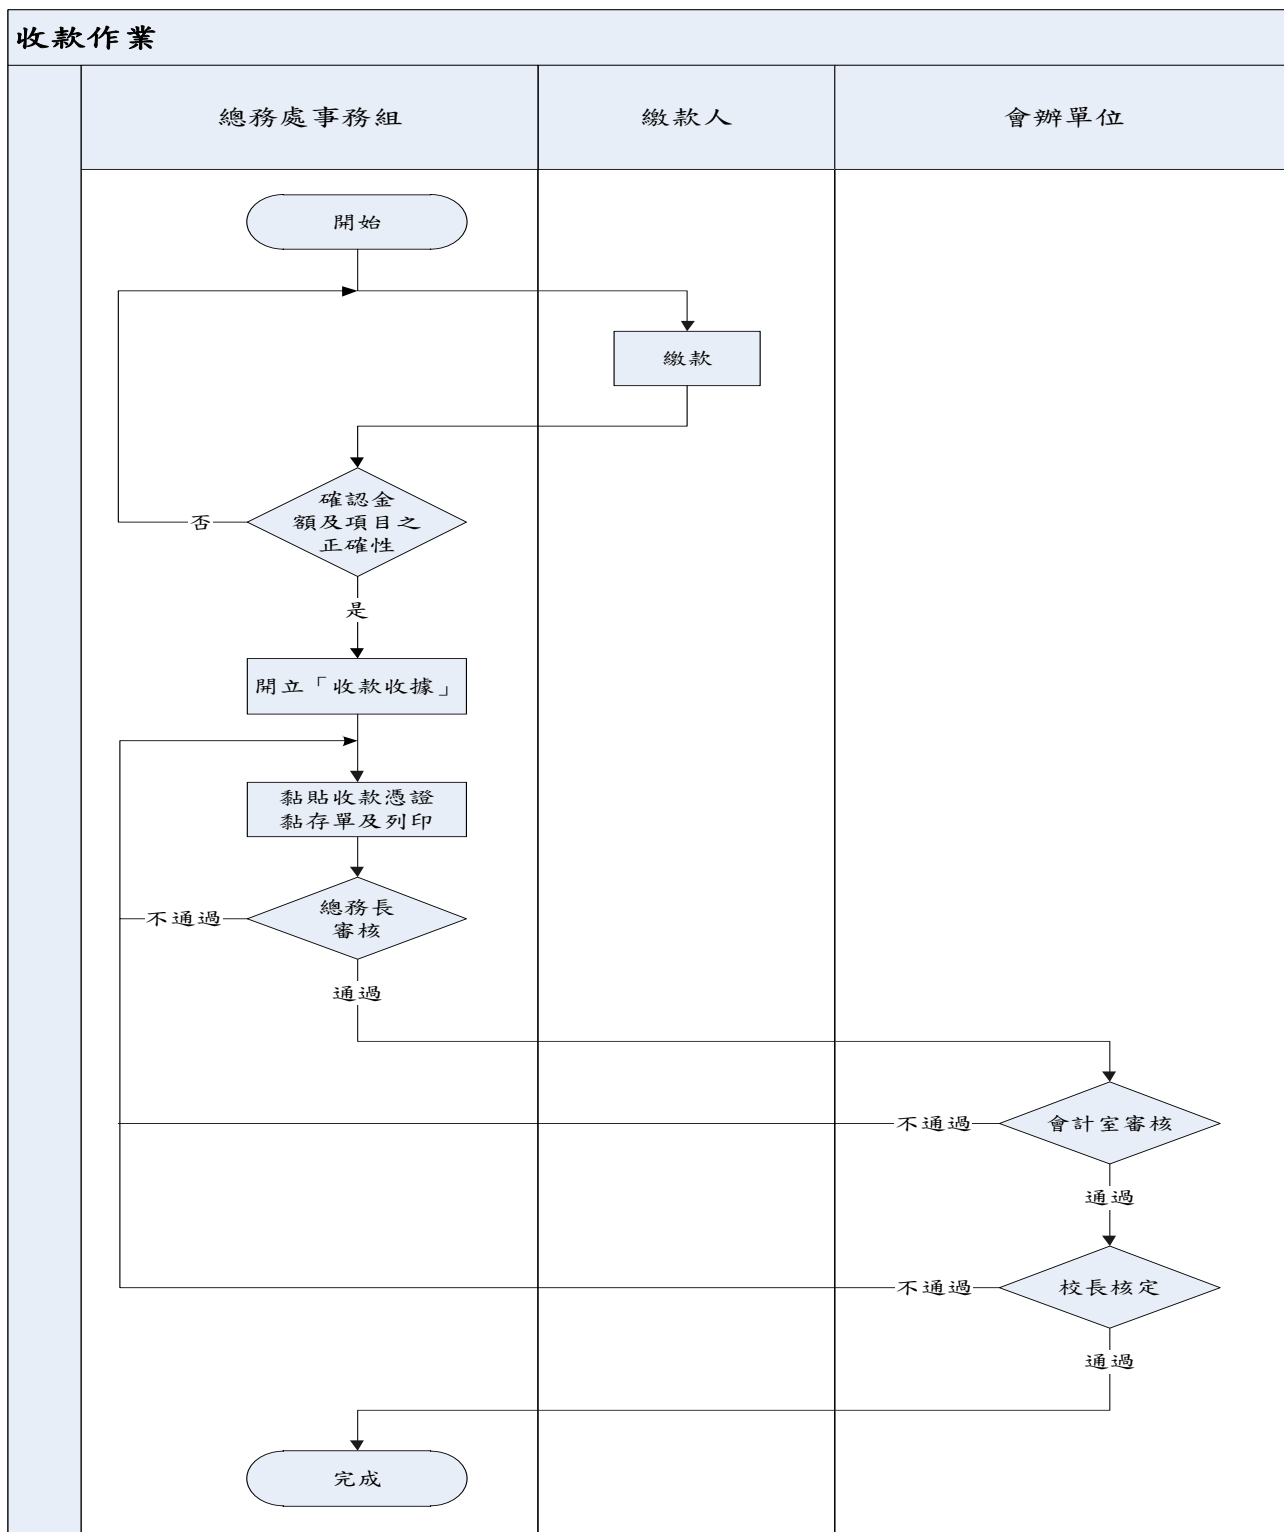 收款作業
總務處事務組
繳款人
會辦單位
開始
繳款
確認金
額及項目之
正確性
否
是
開立「收款收據」
黏貼收款憑證
黏存單及列印
總務長
審核
不通過
通過
會計室審核
不通過
通過
校長核定
不通過
通過
完成